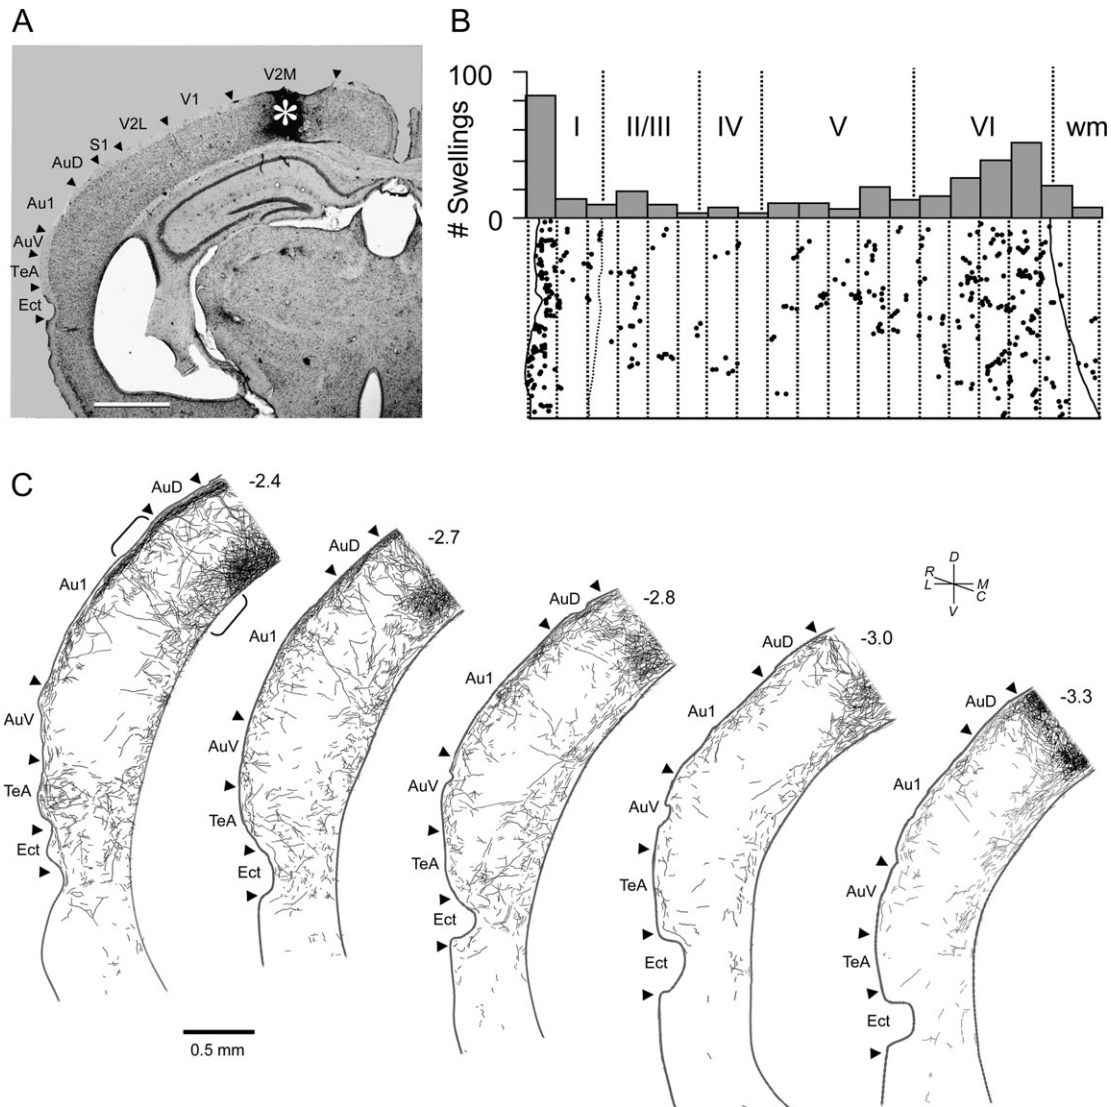 A
V2M
V1
V2L
S1
AuD
Au1
AuV
TeA
Ect
*
B
100
# Swellings
0
I II/III IV V VI wm
C
AuD
-2.4
Au1
AuV
TeA
Ect
AuD
-2.7
Au1
AuV
TeA
Ect
AuD
-2.8
Au1
AuV
TeA
Ect
AuD
-3.0
Au1
AuV
TeA
Ect
AuD
-3.3
Au1
AuV
TeA
Ect
D
R
L M
C
V
0.5 mm